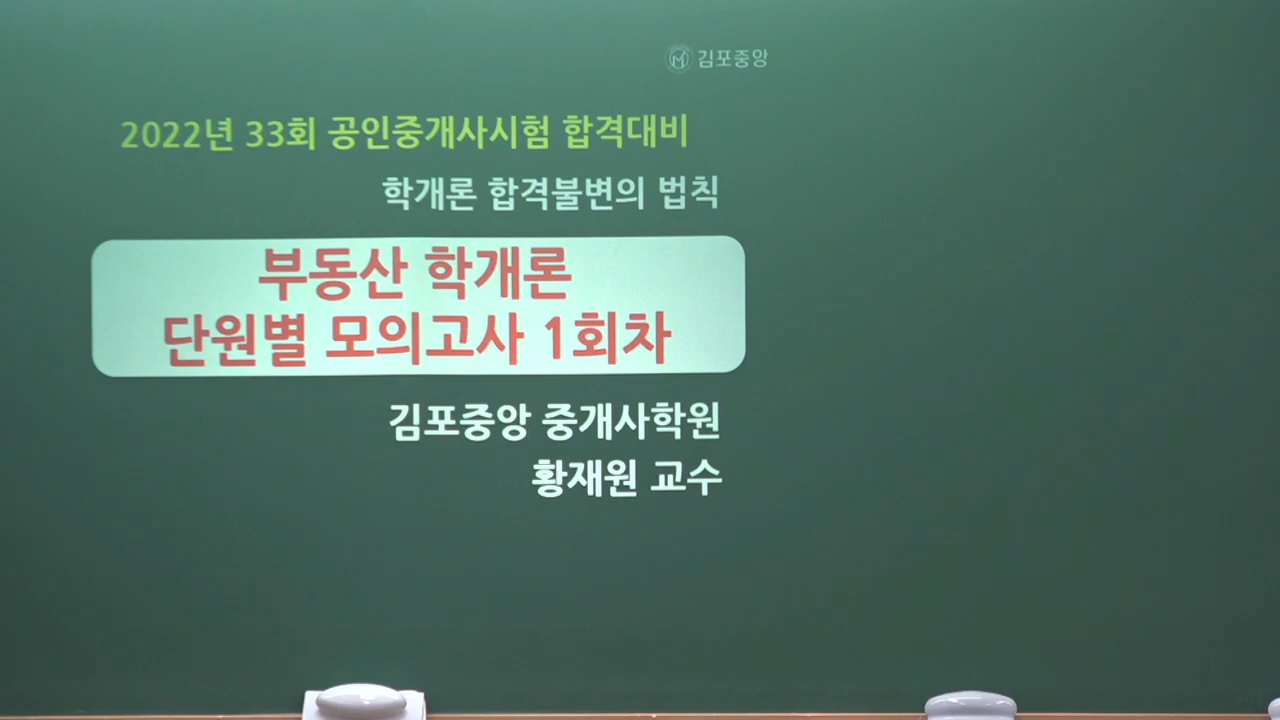 김포중앙
2022년 33회 공인중개사시험 합격대비
학개론 합격불변의 법칙
부동산 학개론
단원별 모의고사 1회차
김포중앙 중개사학원
황재원 교수